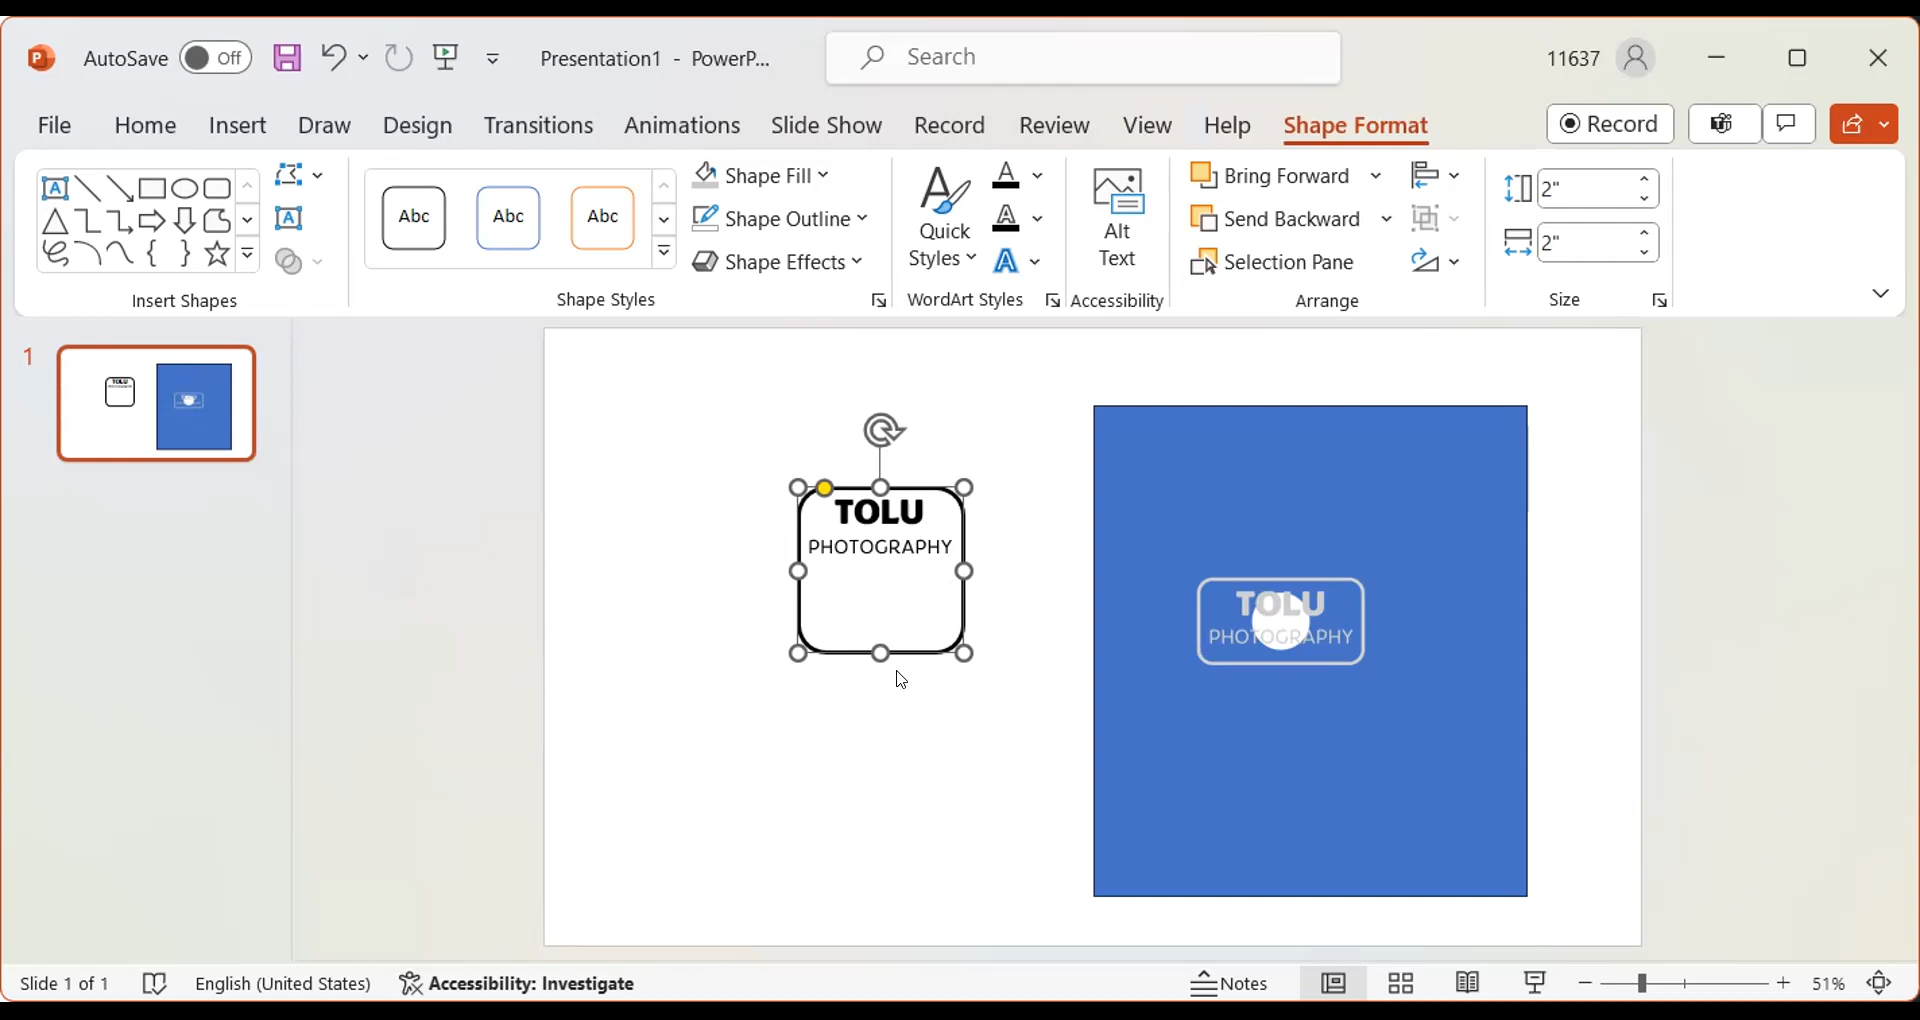 AutoSave Off Presentation1 - PowerP... Search 11637
File Home Insert Draw Design Transitions Animations Slide Show Record Review View Help Shape Format Record
Abc Abc Abc
Shape Fill
Shape Outline
Shape Effects
Quick
Styles
Alt
Text
Bring Forward
Send Backward
Selection Pane
2"
2"
Insert Shapes Shape Styles WordArt Styles Accessibility Arrange Size
1
TOLU
PHOTOGRAPHY
TOLU
PHOTOGRAPHY
Slide 1 of 1 English (United States) Accessibility: Investigate Notes 51%